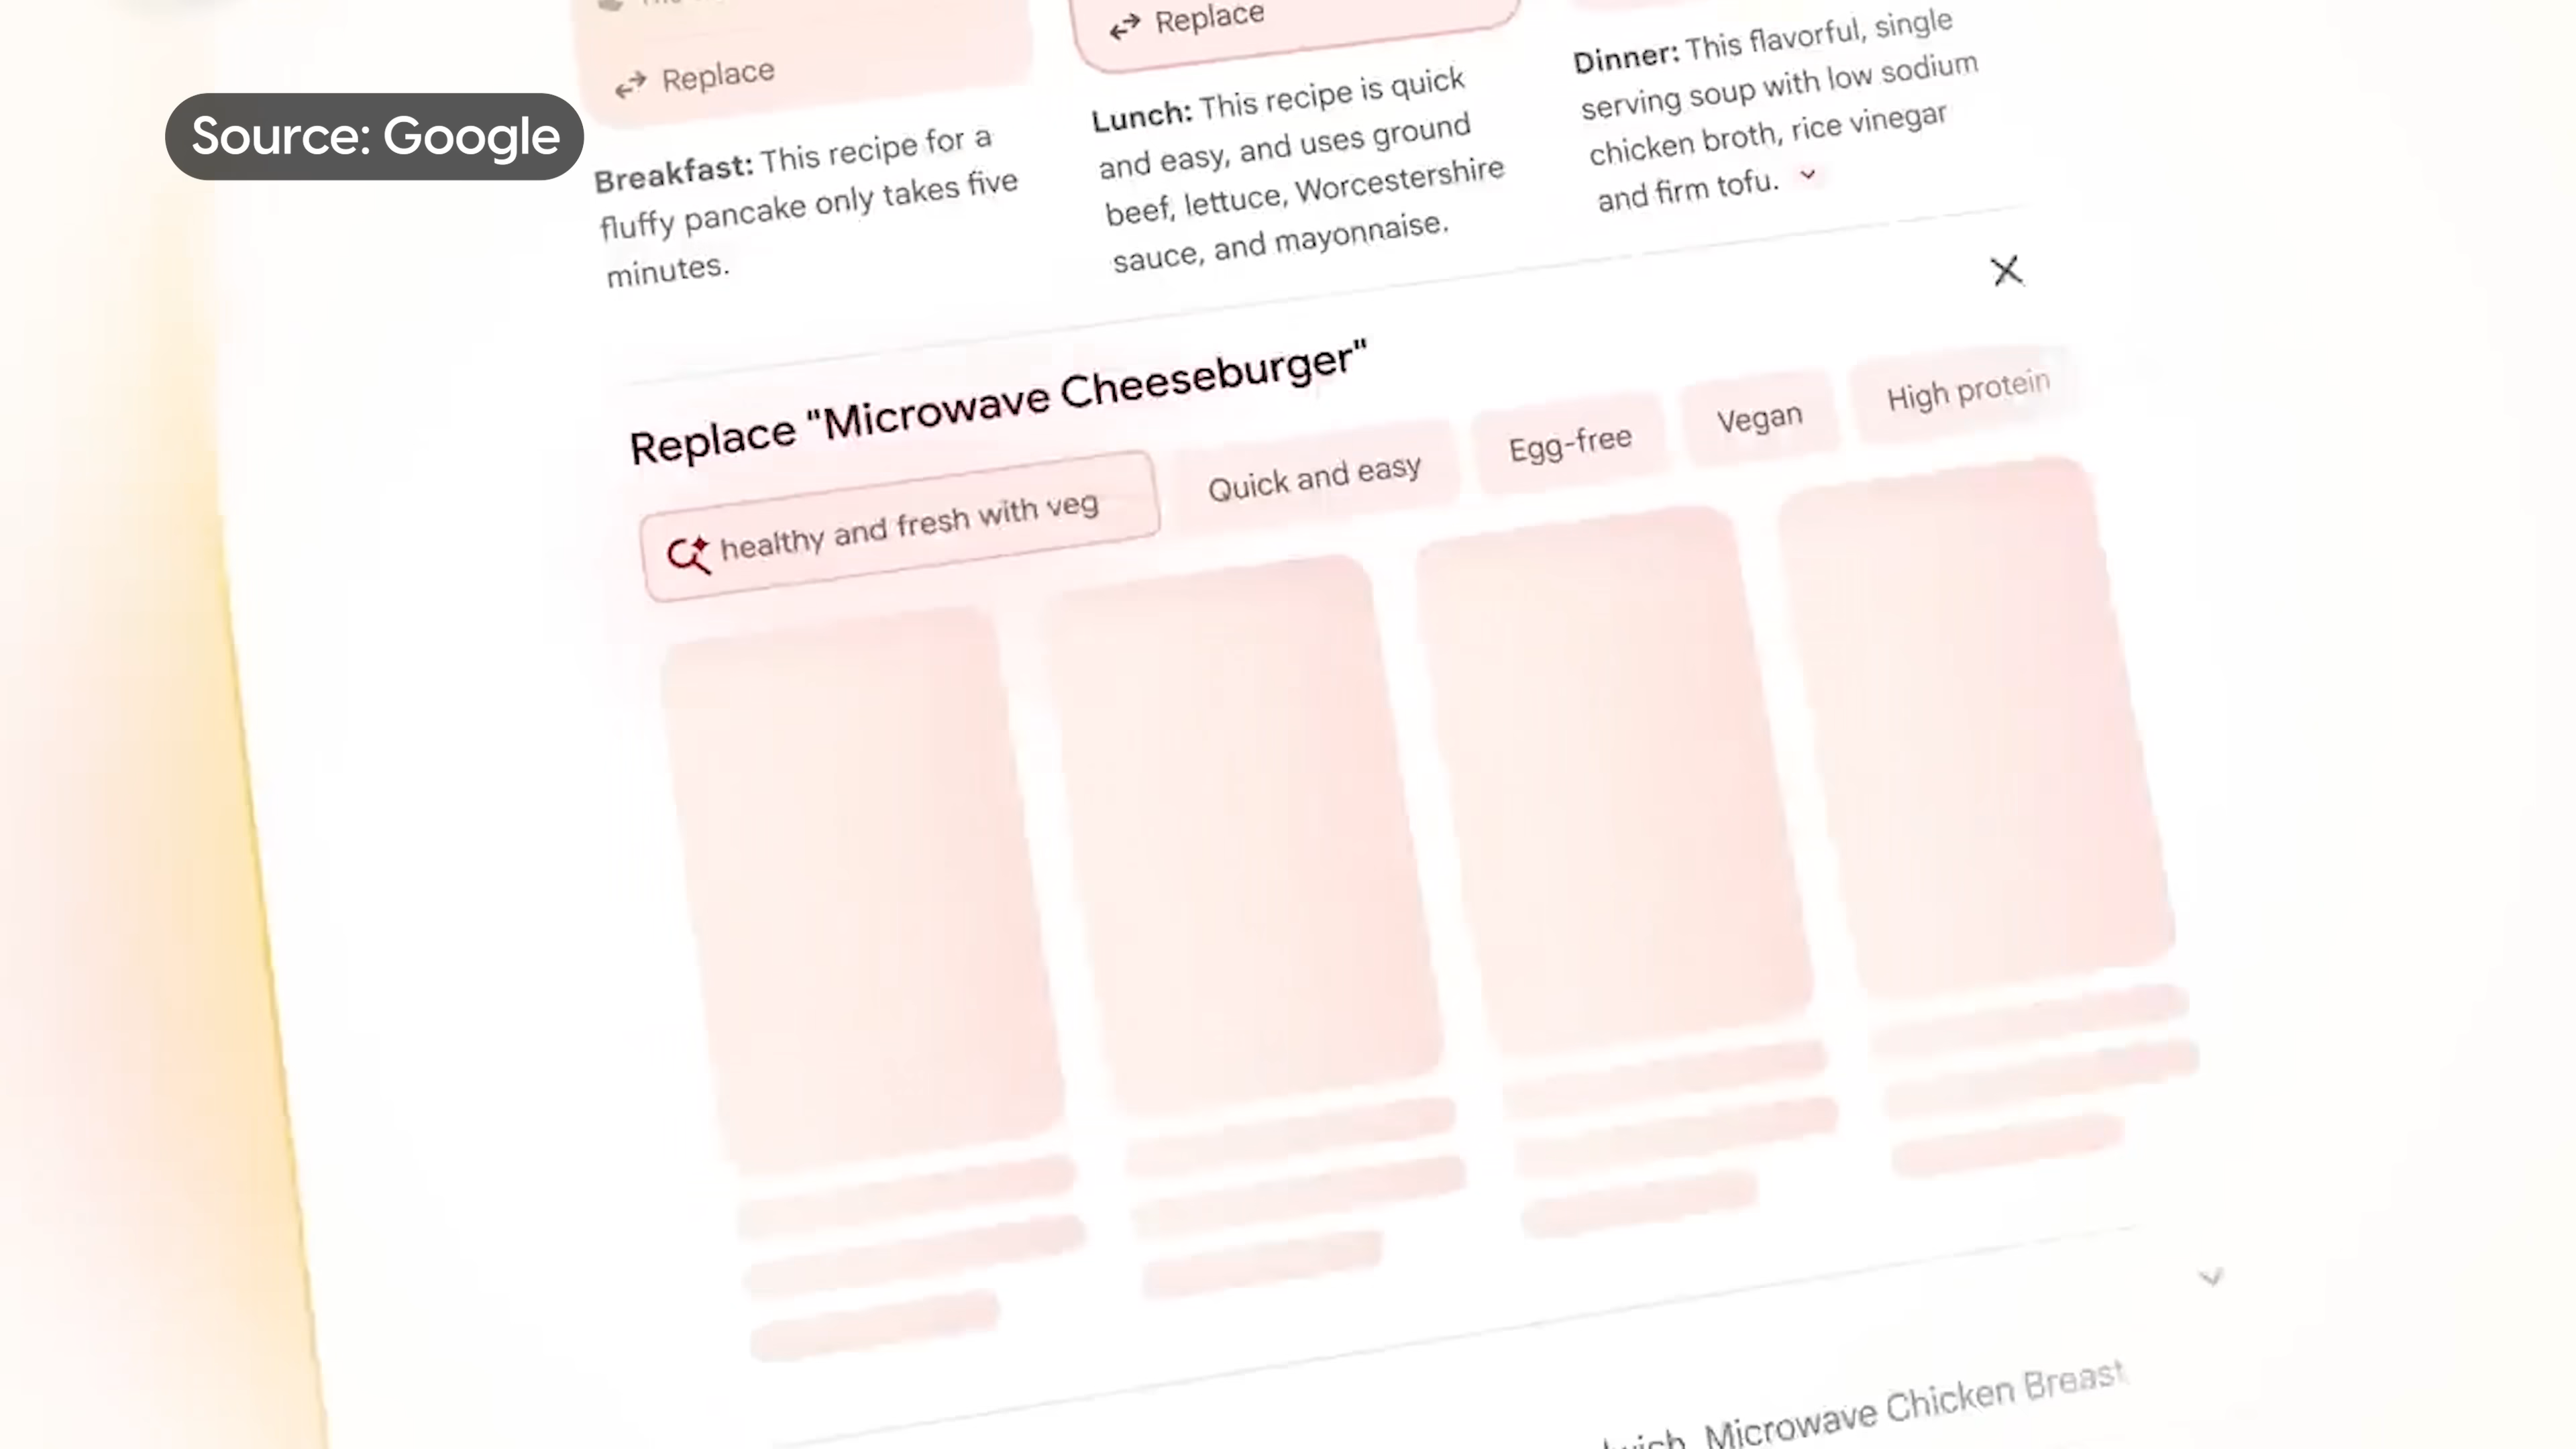 Replace
Replace
Source: Google
Breakfast: This recipe for a
fluffy pancake only takes five
minutes.
Lunch: This recipe is quick
and easy, and uses ground
beef, lettuce, Worcestershire
sauce, and mayonnaise.
Dinner: This flavorful, single
serving soup with low sodium
chicken broth, rice vinegar
and firm tofu.
Replace "Microwave Cheeseburger"
healthy and fresh with veg
Quick and easy
Egg-free
Vegan
High protein
Microwave Chicken Breast